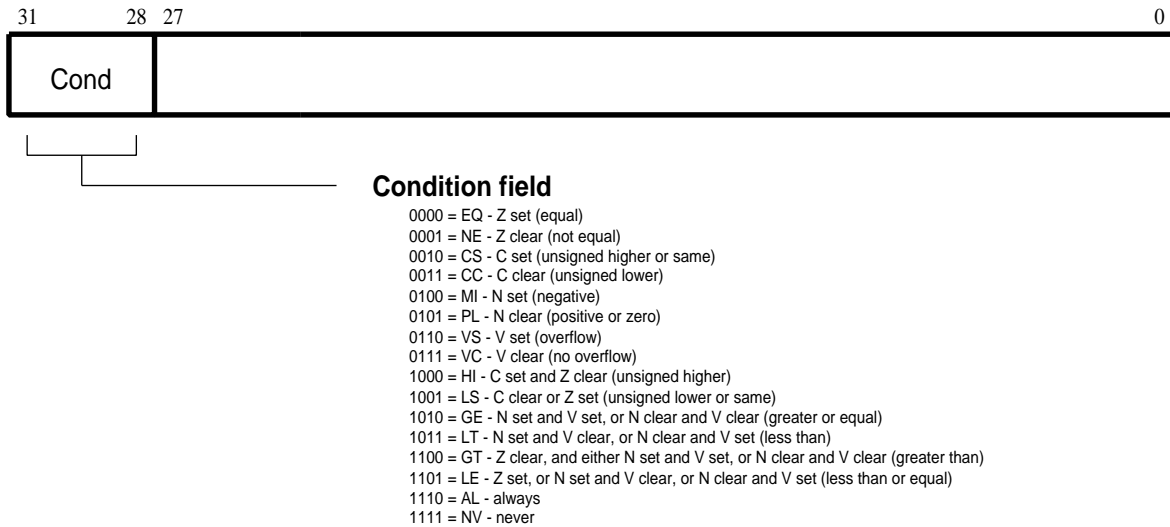 31 28 27 0
Cond
Condition field
0000 = EQ - Z set (equal)
0001 = NE - Z clear (not equal)
0010 = CS - C set (unsigned higher or same)
0011 = CC - C clear (unsigned lower)
0100 = MI - N set (negative)
0101 = PL - N clear (positive or zero)
0110 = VS - V set (overflow)
0111 = VC - V clear (no overflow)
1000 = HI - C set and Z clear (unsigned higher)
1001 = LS - C clear or Z set (unsigned lower or same)
1010 = GE - N set and V set, or N clear and V clear (greater or equal)
1011 = LT - N set and V clear, or N clear and V set (less than)
1100 = GT - Z clear, and either N set and V set, or N clear and V clear (greater than)
1101 = LE - Z set, or N set and V clear, or N clear and V set (less than or equal)
1110 = AL - always
1111 = NV - never